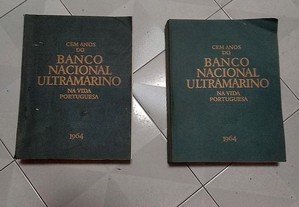 CEM ANOS
DO
BANCO
NACIONAL
ULTRAMARINO
NA VIDA
PORTUGUESA
1964
CEM ANOS
DO
BANCO
NACIONAL
ULTRAMARINO
NA VIDA
PORTUGUESA
1964